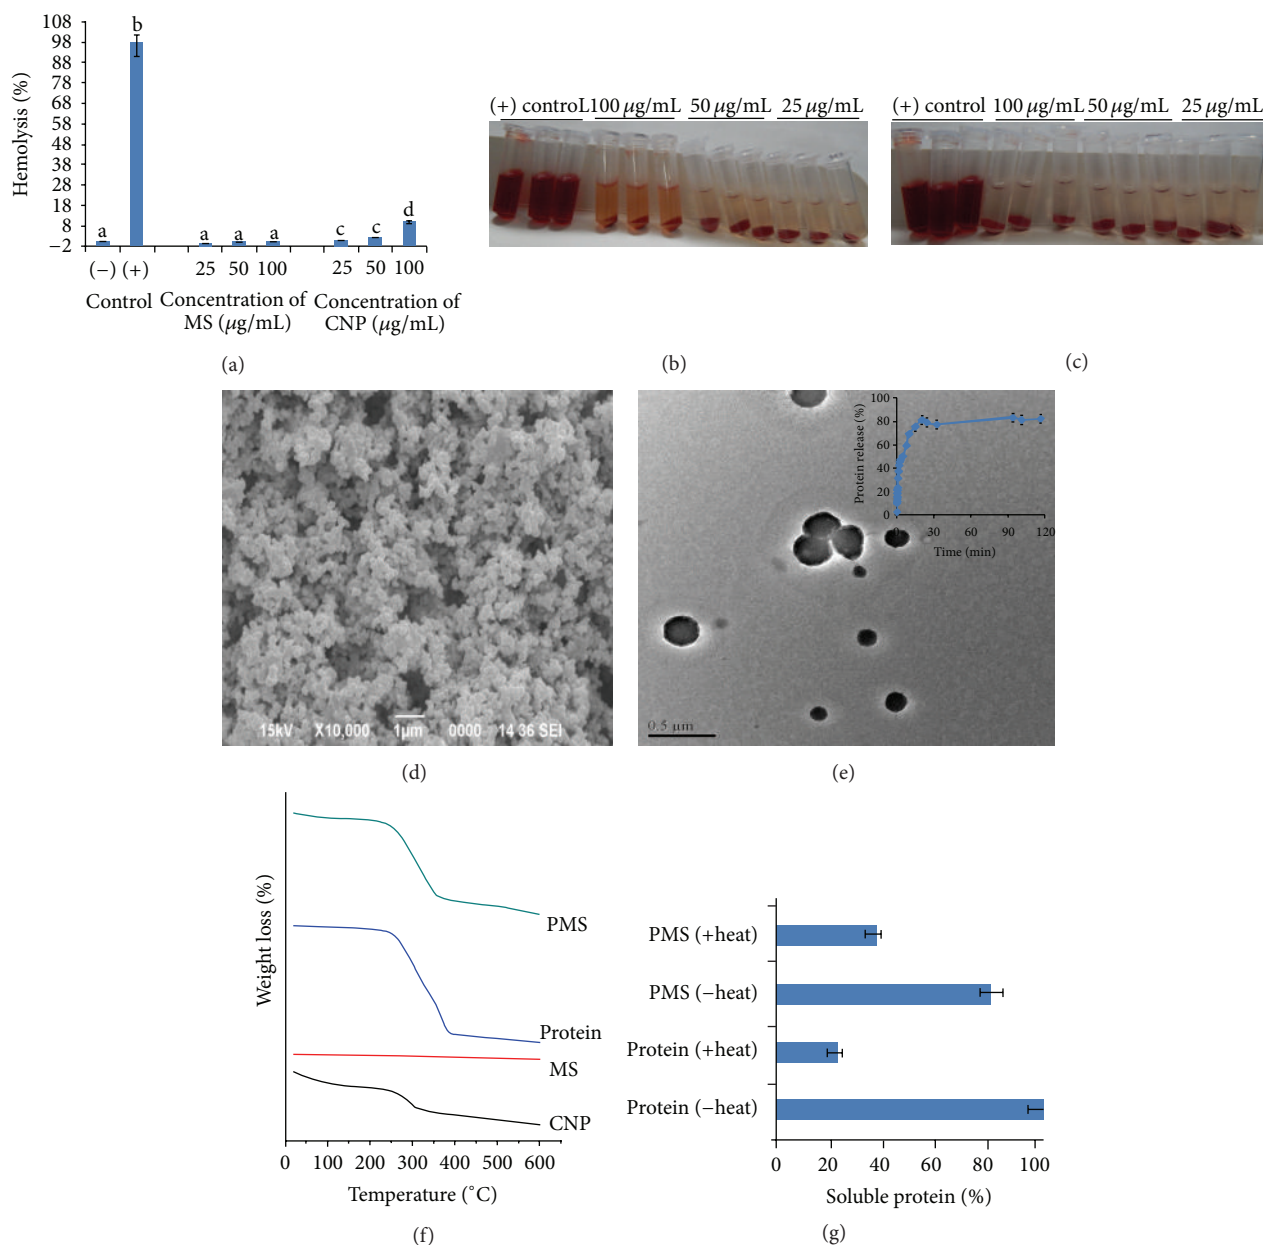 108
98
88
78
68
58
48
38
28
18
8
−2
Hemolysis (%)
a
b
a
a
a
c
c
d
(−) (+)
25 50 100
25 50 100
Control
Concentration of
MS (µg/mL)
Concentration of
CNP (µg/mL)
(a)
(+) controL 100 µg/mL 50 µg/mL 25 µg/mL
(b)
(+) control 100 µg/mL 50 µg/mL 25 µg/mL
(c)
15kV X10,000 1µm 0000 14 36 SEI
(d)
100
80
60
40
20
0
Protein release (%)
0 30 60 90 120
Time (min)
0.5 µm
(e)
Weight loss (%)
PMS
Protein
MS
CNP
0 100 200 300 400 500 600
Temperature (°C)
(f)
PMS (+heat)
PMS (−heat)
Protein (+heat)
Protein (−heat)
0 20 40 60 80 100
Soluble protein (%)
(g)